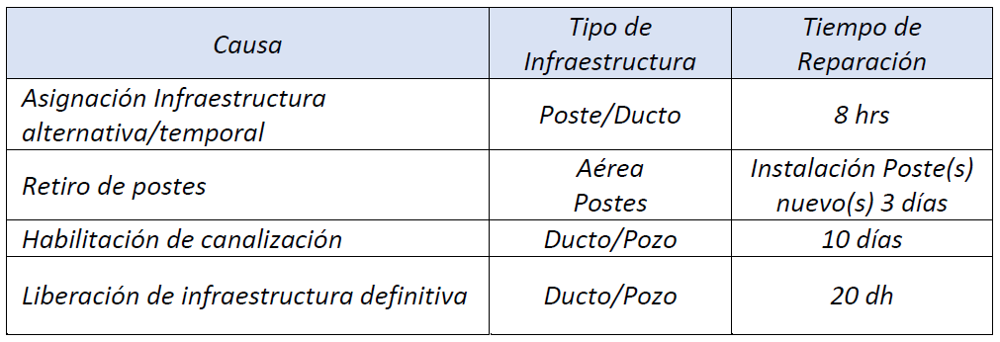 Causa
Tipo de
Infraestructura
Tiempo de
Reparación
Asignación Infraestructura
alternativa/temporal
Poste/Ducto
8 hrs
Retiro de postes
Aérea
Postes
Instalación Poste(s)
nuevo(s) 3 días
Habilitación de canalización
Ducto/Pozo
10 días
Liberación de infraestructura definitiva
Ducto/Pozo
20 dh